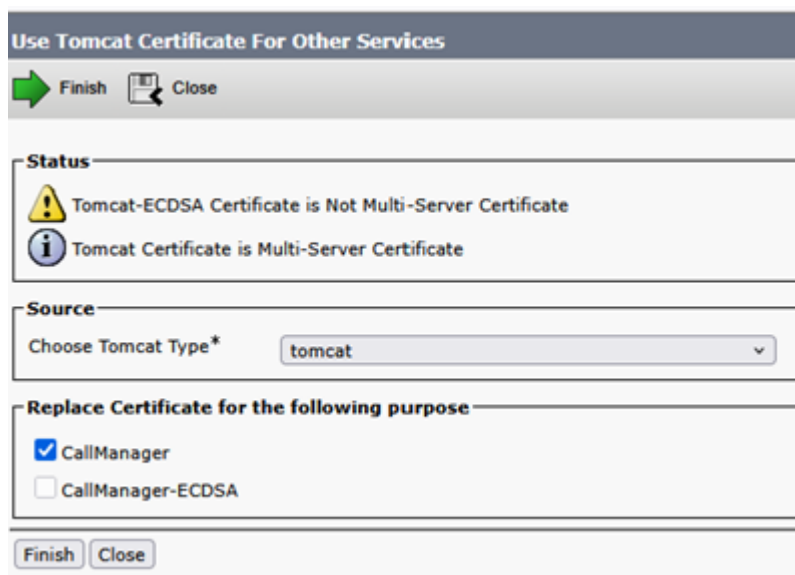 Use Tomcat Certificate For Other Services
Finish Close
Status
Tomcat-ECDSA Certificate is Not Multi-Server Certificate
Tomcat Certificate is Multi-Server Certificate
Source
Choose Tomcat Type* tomcat
Replace Certificate for the following purpose
CallManager
CallManager-ECDSA
Finish Close